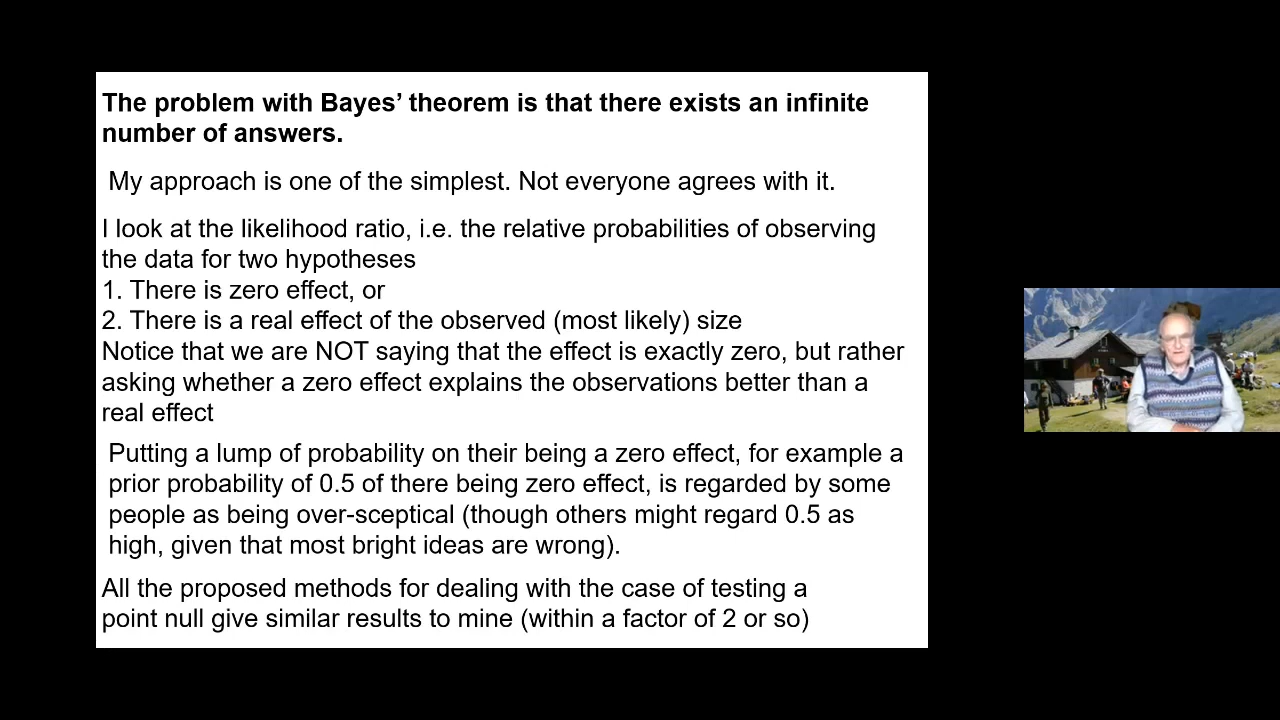 The problem with Bayes’ theorem is that there exists an infinite
number of answers.
My approach is one of the simplest. Not everyone agrees with it.
I look at the likelihood ratio, i.e. the relative probabilities of observing
the data for two hypotheses
1. There is zero effect, or
2. There is a real effect of the observed (most likely) size
Notice that we are NOT saying that the effect is exactly zero, but rather
asking whether a zero effect explains the observations better than a
real effect
Putting a lump of probability on their being a zero effect, for example a
prior probability of 0.5 of there being zero effect, is regarded by some
people as being over-sceptical (though others might regard 0.5 as
high, given that most bright ideas are wrong).
All the proposed methods for dealing with the case of testing a
point null give similar results to mine (within a factor of 2 or so)